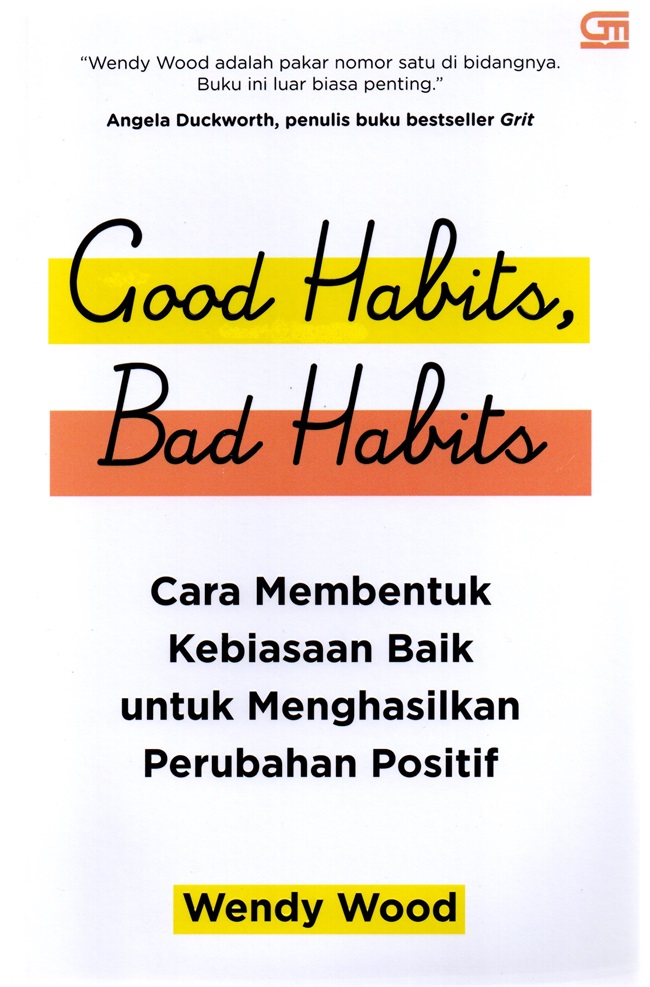 GM
“Wendy Wood adalah pakar nomor satu di bidangnya.
Buku ini luar biasa penting.”
Angela Duckworth, penulis buku bestseller Grit
Good Habits,
Bad Habits
Cara Membentuk
Kebiasaan Baik
untuk Menghasilkan
Perubahan Positif
Wendy Wood